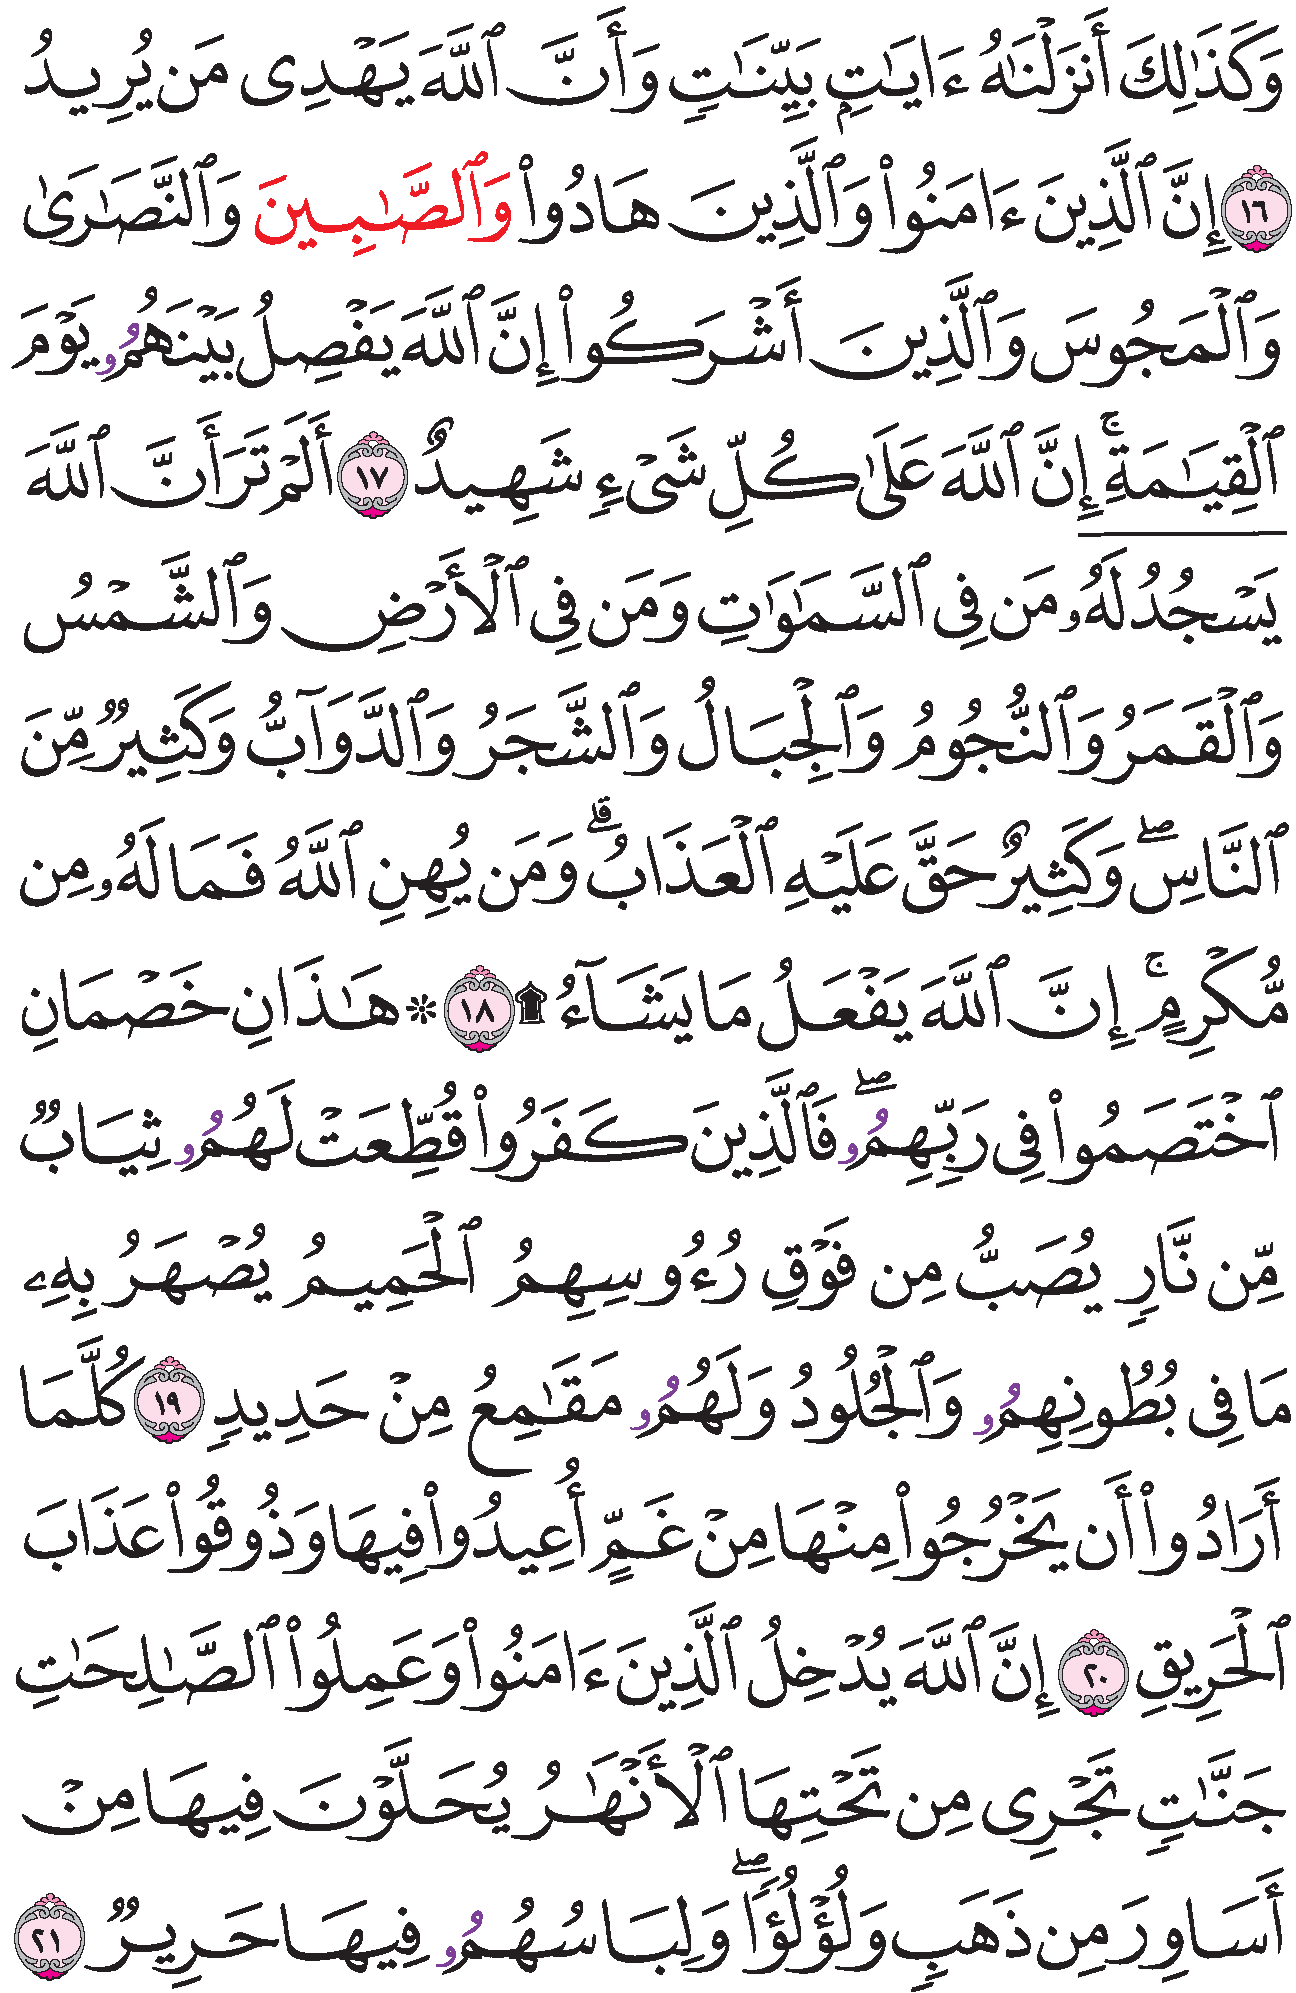 وَكَذَٰلِكَ أَنزَلْنَٰهُ ءَايَٰتِۭ بَيِّنَٰتٍ وَأَنَّ ٱللَّهَ يَهْدِى مَن يُرِيدُ
١٦ إِنَّ ٱلَّذِينَ ءَامَنُوا۟ وَٱلَّذِينَ هَادُوا۟ وَٱلصَّٰبِينَ وَٱلنَّصَٰرَىٰ
وَٱلْمَجُوسَ وَٱلَّذِينَ أَشْرَكُوا۟ إِنَّ ٱللَّهَ يَفْصِلُ بَيْنَهُمُۥ يَوْمَ
ٱلْقِيَٰمَةِۚ إِنَّ ٱللَّهَ عَلَىٰ كُلِّ شَىْءٍ شَهِيدٌ ١٧ أَلَمْ تَرَ أَنَّ ٱللَّهَ
يَسْجُدُ لَهُۥ مَن فِى ٱلسَّمَٰوَٰتِ وَمَن فِى ٱلْأَرْضِ وَٱلشَّمْسُ
وَٱلْقَمَرُ وَٱلنُّجُومُ وَٱلْجِبَالُ وَٱلشَّجَرُ وَٱلدَّوَآبُّ وَكَثِيرٌ مِّنَ
ٱلنَّاسِۖ وَكَثِيرٌ حَقَّ عَلَيْهِ ٱلْعَذَابُۗ وَمَن يُهِنِ ٱللَّهُ فَمَا لَهُۥ مِن
مُّكْرِمٍۚ إِنَّ ٱللَّهَ يَفْعَلُ مَا يَشَآءُ ۩ ١٨ ۞ هَٰذَانِ خَصْمَانِ
ٱخْتَصَمُوا۟ فِى رَبِّهِمُۥۖ فَٱلَّذِينَ كَفَرُوا۟ قُطِّعَتْ لَهُمُۥ ثِيَابٌ
مِّن نَّارٍ يُصَبُّ مِن فَوْقِ رُءُوسِهِمُ ٱلْحَمِيمُ يُصْهَرُ بِهِۦ
مَا فِى بُطُونِهِمُۥ وَٱلْجُلُودُ وَلَهُمُۥ مَقَٰمِعُ مِنْ حَدِيدٍ ١٩ كُلَّمَا
أَرَادُوا۟ أَن يَخْرُجُوا۟ مِنْهَا مِنْ غَمٍّ أُعِيدُوا۟ فِيهَا وَذُوقُوا۟ عَذَابَ
ٱلْحَرِيقِ ٢٠ إِنَّ ٱللَّهَ يُدْخِلُ ٱلَّذِينَ ءَامَنُوا۟ وَعَمِلُوا۟ ٱلصَّٰلِحَٰتِ
جَنَّٰتٍ تَجْرِى مِن تَحْتِهَا ٱلْأَنْهَٰرُ يُحَلَّوْنَ فِيهَا مِنْ
أَسَاوِرَ مِن ذَهَبٍ وَلُؤْلُؤًاۖ وَلِبَاسُهُمُۥ فِيهَا حَرِيرٌ ٢١